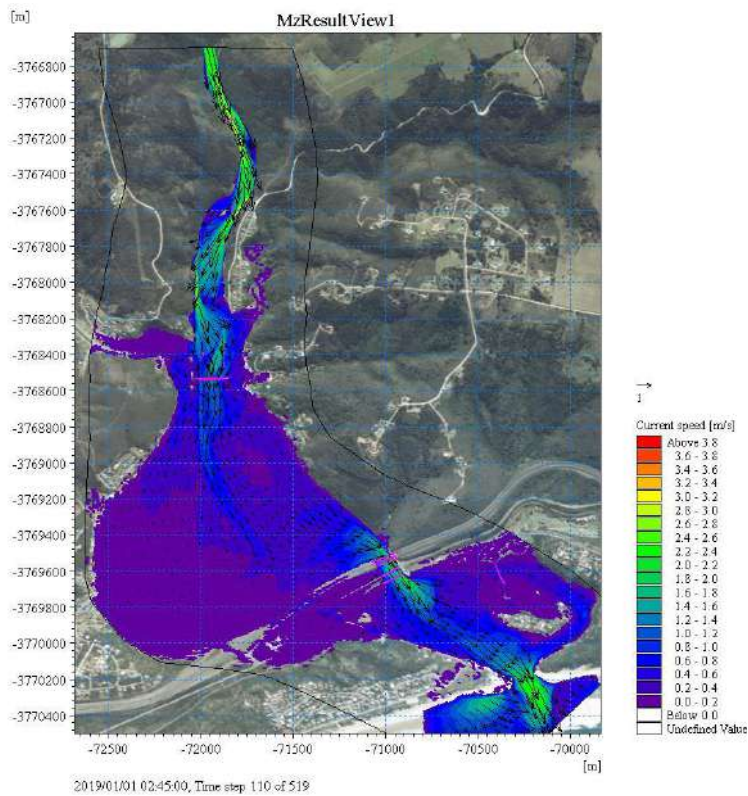 MzResultView1
[m]
-3766800
-3767000
-3767200
-3767400
-3767600
-3767800
-3768000
-3768200
-3768400
-3768600
-3768800
-3769000
-3769200
-3769400
-3769600
-3769800
-3770000
-3770200
-3770400
-72500
-72000
-71500
-71000
-70500
-70000
[m]
1
Current speed [m/s]
Above 3.8
3.6 - 3.8
3.4 - 3.6
3.2 - 3.4
3.0 - 3.2
2.8 - 3.0
2.6 - 2.8
2.4 - 2.6
2.2 - 2.4
2.0 - 2.2
1.8 - 2.0
1.6 - 1.8
1.4 - 1.6
1.2 - 1.4
1.0 - 1.2
0.8 - 1.0
0.6 - 0.8
0.4 - 0.6
0.2 - 0.4
0.0 - 0.2
Below 0.0
Undefined Value
2019/01/01 02:45:00, Time step 110 of 519